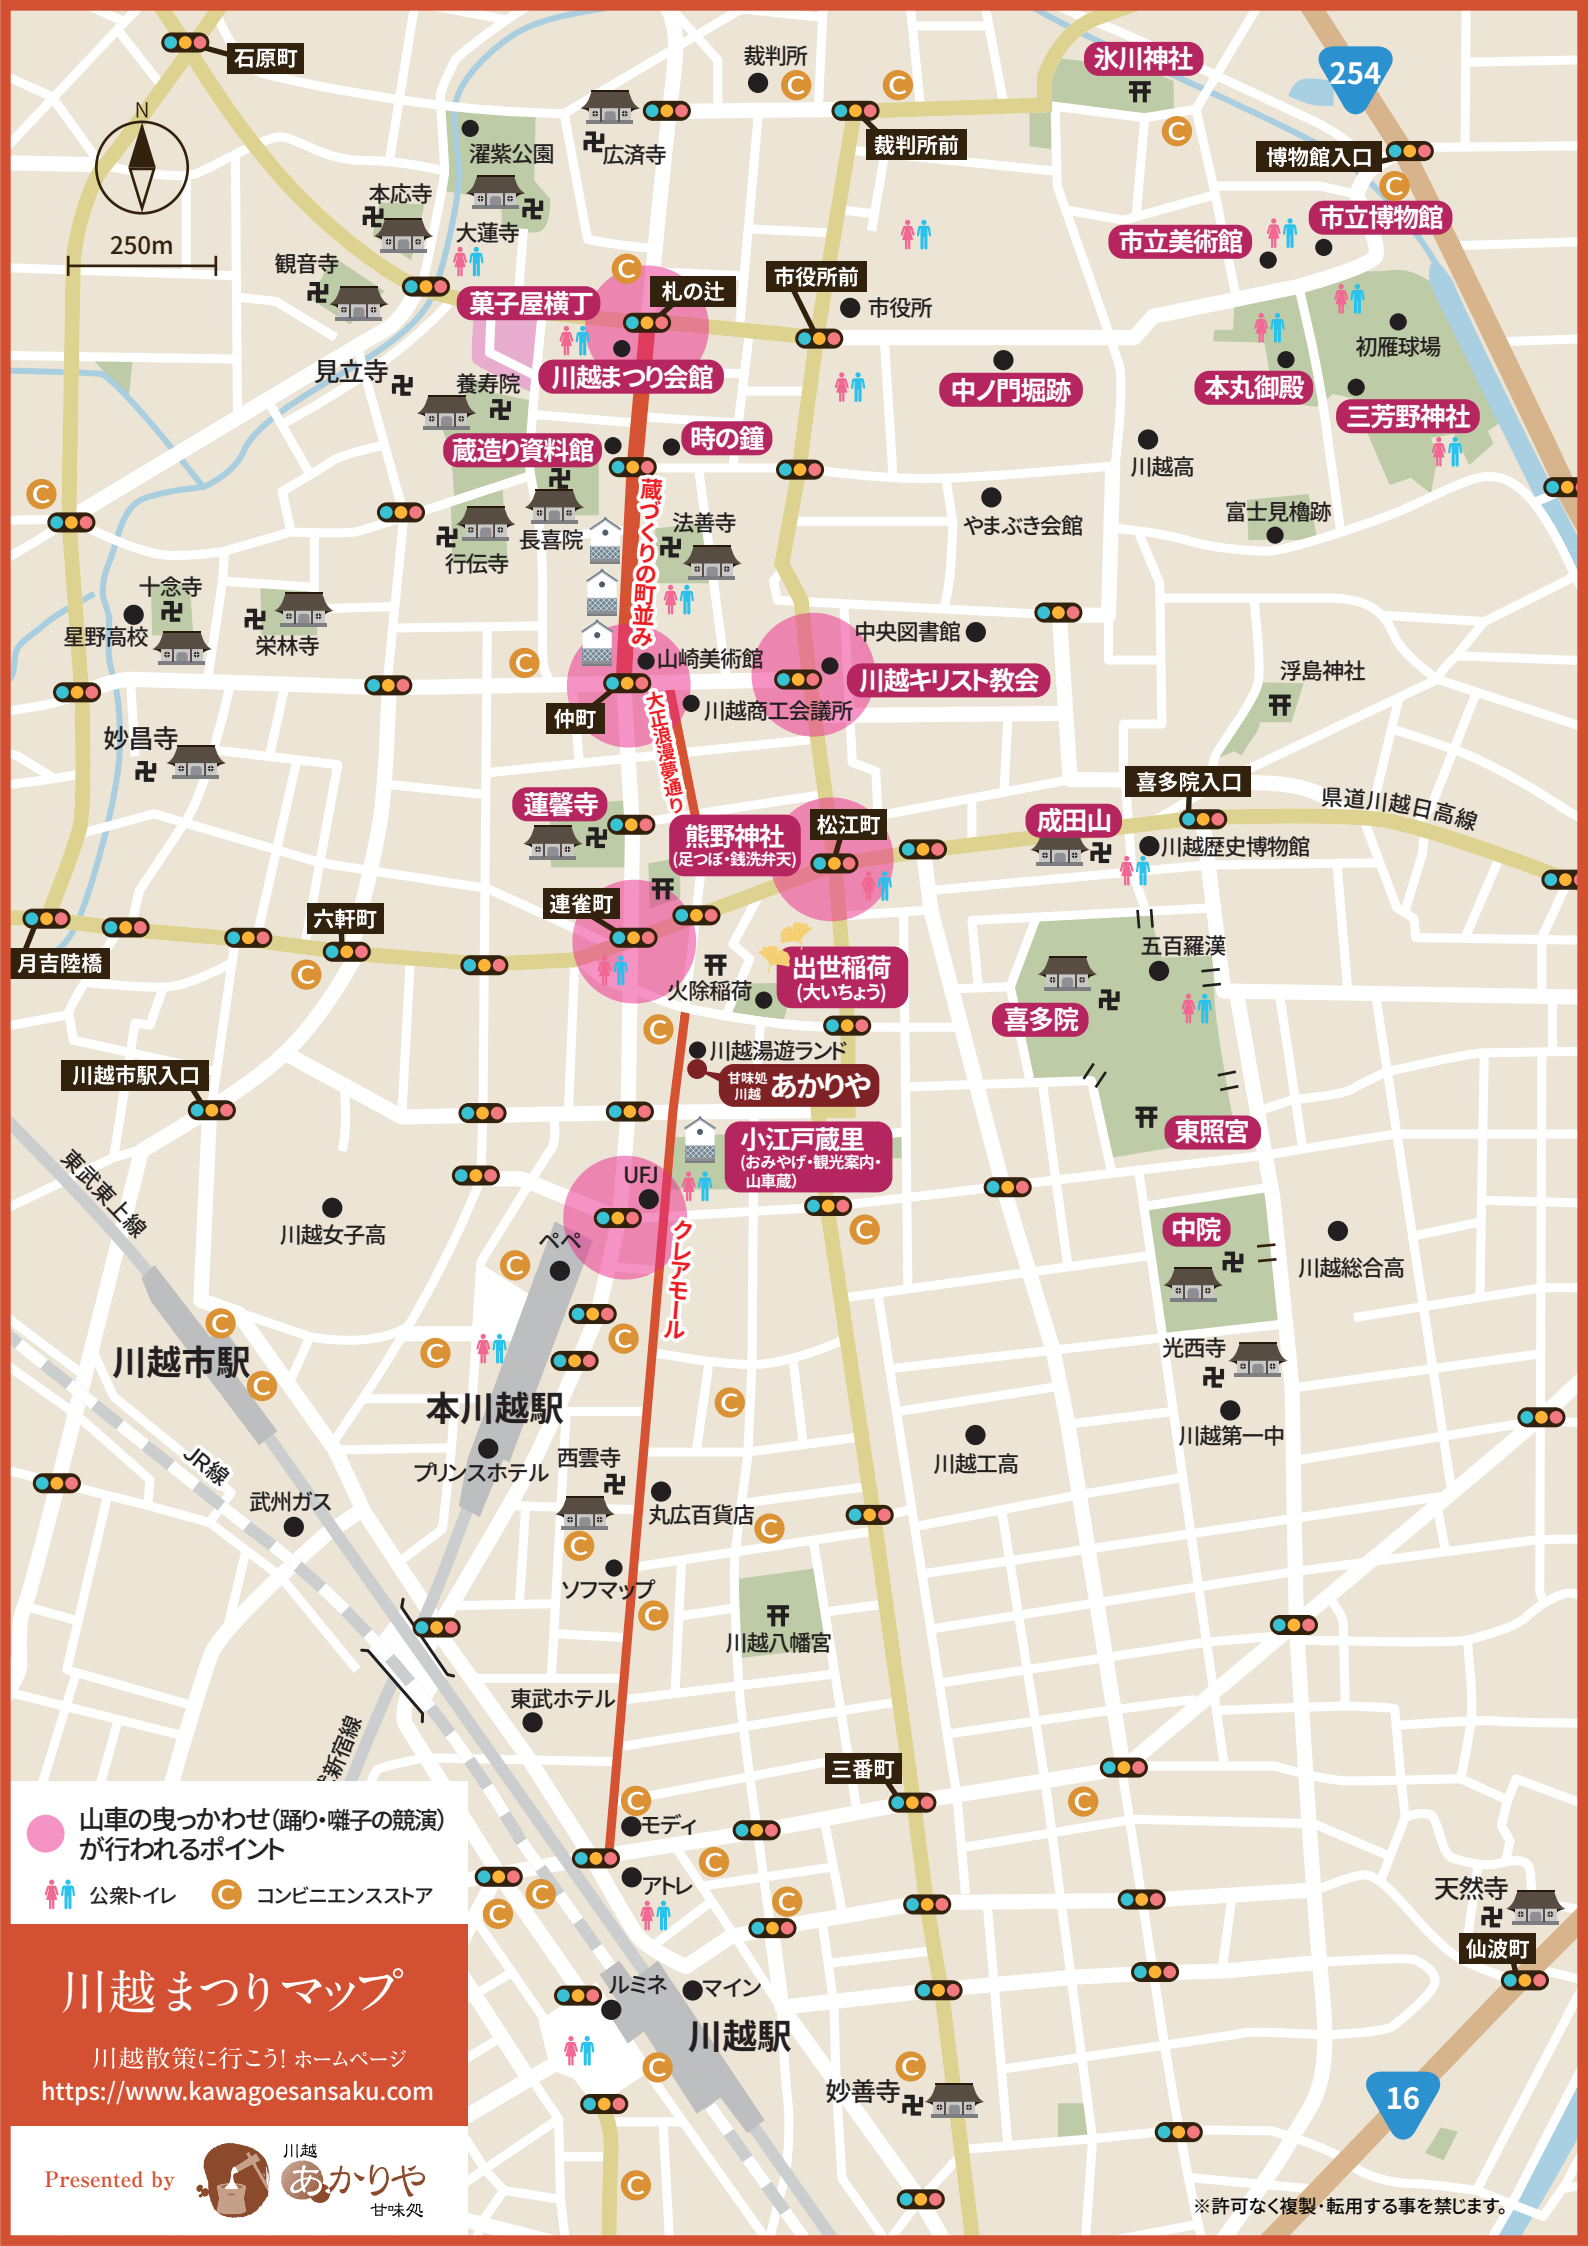 石原町
裁判所
氷川神社
254
N
濯紫公園
広済寺
裁判所前
博物館入口
250m
本応寺
大蓮寺
市立美術館
市立博物館
観音寺
菓子屋横丁
札の辻
市役所前
市役所
初雁球場
見立寺
養寿院
川越まつり会館
中ノ門堀跡
本丸御殿
三芳野神社
蔵造り資料館
時の鐘
川越高
蔵づくりの町並み
長喜院
行伝寺
法善寺
やまぶき会館
富士見櫓跡
十念寺
星野高校
栄林寺
中央図書館
山崎美術館
川越キリスト教会
浮島神社
仲町
川越商工会議所
大正浪漫夢通り
妙昌寺
喜多院入口
県道川越日高線
蓮馨寺
熊野神社
(足つぼ・銭洗弁天)
松江町
成田山
川越歴史博物館
連雀町
六軒町
月吉陸橋
火除稲荷
出世稲荷
(大いちょう)
五百羅漢
喜多院
川越湯遊ランド
甘味処
川越
あかりや
川越市駅入口
小江戸蔵里
(おみやげ・観光案内・
山車蔵)
東照宮
東武東上線
UFJ
川越女子高
ペペ
クレアモール
中院
川越総合高
川越市駅
本川越駅
光西寺
川越第一中
JR線
プリンスホテル
西雲寺
川越工高
武州ガス
丸広百貨店
ソフマップ
川越八幡宮
東武ホテル
新宿線
三番町
モディ
アトレ
山車の曳っかわせ(踊り・囃子の競演)
が行われるポイント
公衆トイレ
C
コンビニエンスストア
天然寺
仙波町
ルミネ
マイン
川越駅
川越まつりマップ
川越散策に行こう! ホームページ
https://www.kawagoesansaku.com
妙善寺
16
Presented by
川越
あかりや
甘味処
※許可なく複製・転用する事を禁じます。